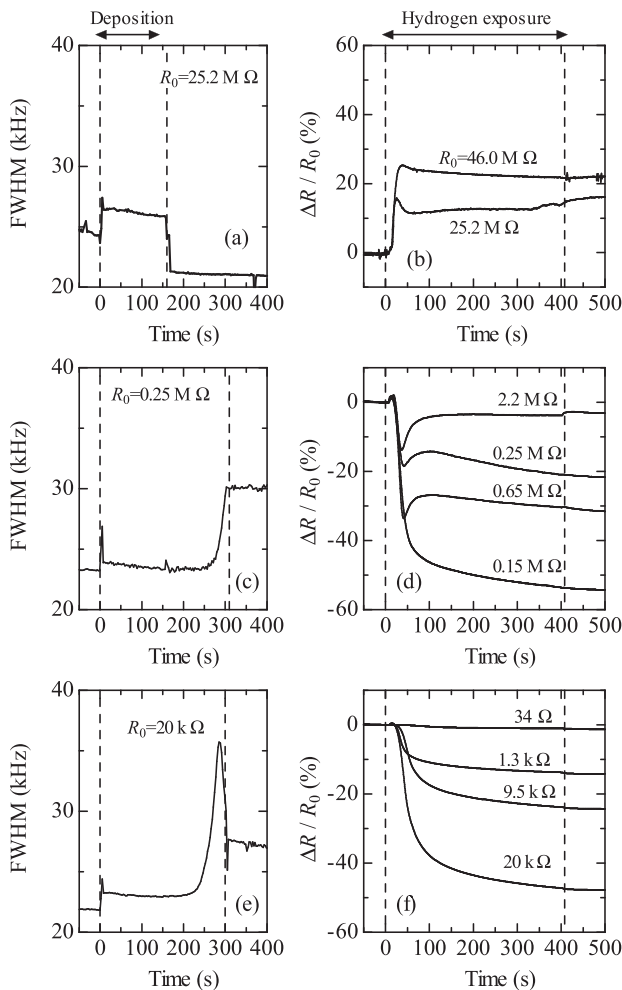 Deposition
Hydrogen exposure
40
30
20
FWHM (kHz)
R0=25.2 M Ω
(a)
0 100 200 300 400
Time (s)
60
40
20
0
ΔR / R0 (%)
R0=46.0 M Ω
25.2 M Ω
(b)
0 100 200 300 400 500
Time (s)
40
30
20
FWHM (kHz)
R0=0.25 M Ω
(c)
0 100 200 300 400
Time (s)
0
-20
-40
-60
ΔR / R0 (%)
2.2 M Ω
0.25 M Ω
0.65 M Ω
0.15 M Ω
(d)
0 100 200 300 400 500
Time (s)
40
30
20
FWHM (kHz)
R0=20 k Ω
(e)
0 100 200 300 400
Time (s)
0
-20
-40
-60
ΔR / R0 (%)
34 Ω
1.3 k Ω
9.5 k Ω
20 k Ω
(f)
0 100 200 300 400 500
Time (s)